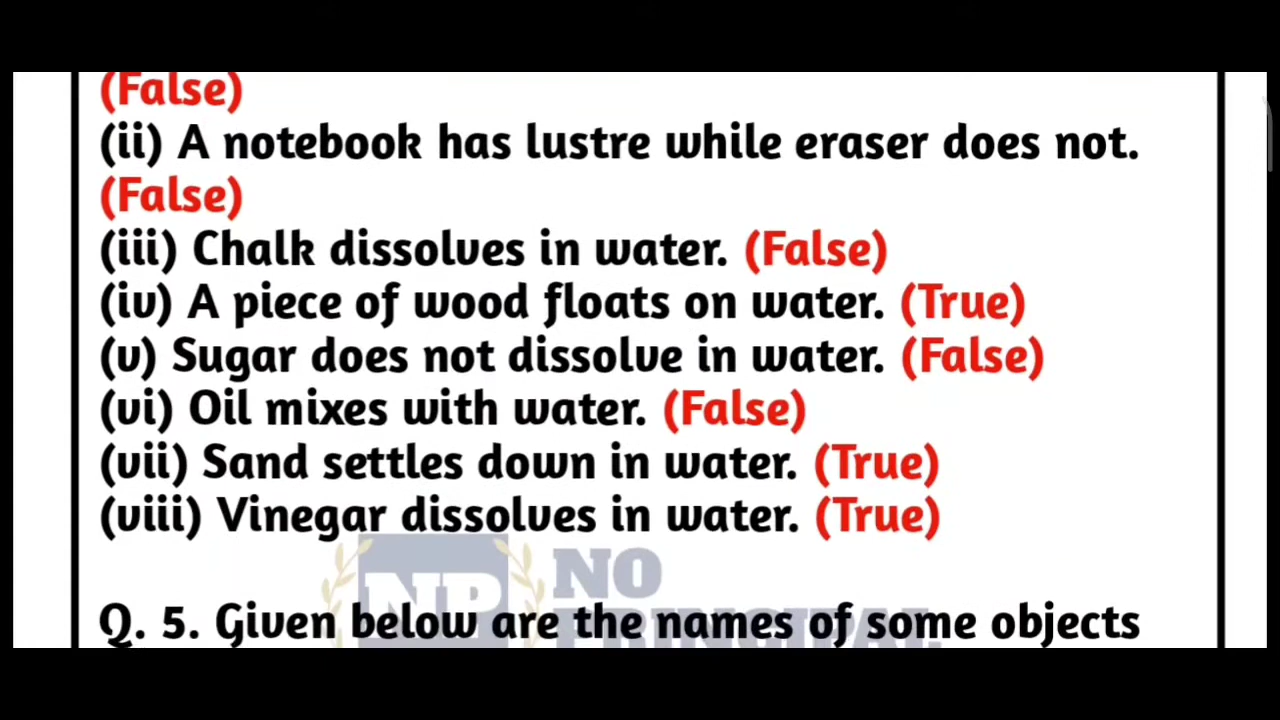 (False)
(ii) A notebook has lustre while eraser does not.
(False)
(iii) Chalk dissolves in water. (False)
(iv) A piece of wood floats on water. (True)
(v) Sugar does not dissolve in water. (False)
(vi) Oil mixes with water. (False)
(vii) Sand settles down in water. (True)
(viii) Vinegar dissolves in water. (True)
NP NO
PRINCIPAL
Q. 5. Given below are the names of some objects